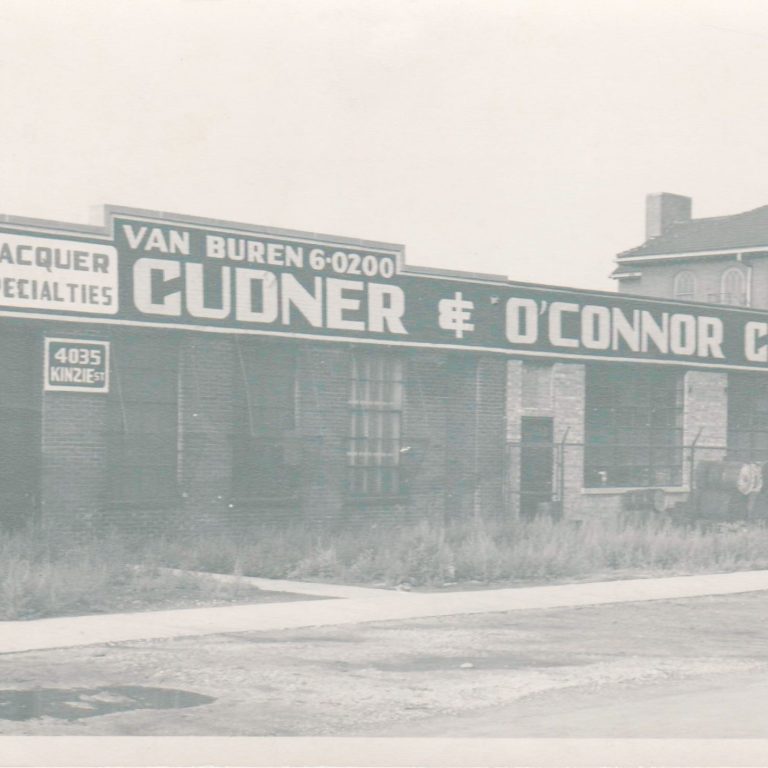 VAN BUREN 6-0200
ACQUER
PECIALTIES
CUDNER & O'CONNOR C
4035
KINZIE ST